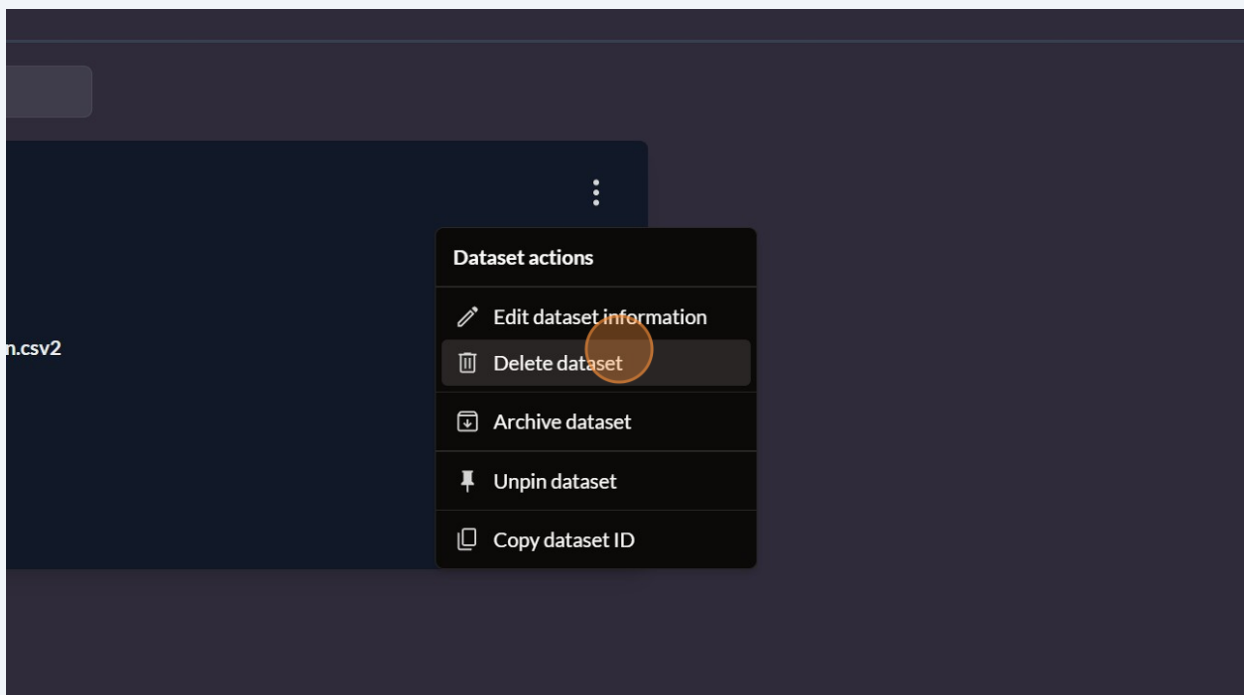 Dataset actions
Edit dataset information
n.csv2
Delete dataset
Archive dataset
Unpin dataset
Copy dataset ID